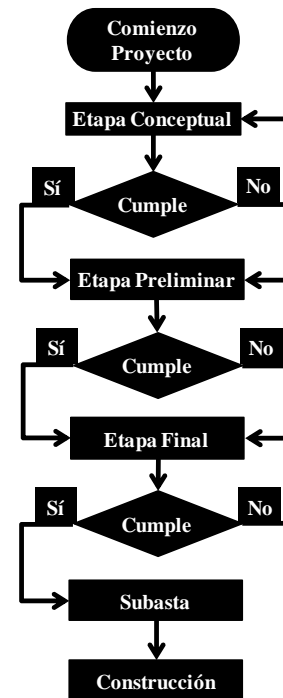 Comienzo
Proyecto
Etapa Conceptual
Sí
No
Cumple
Etapa Preliminar
Sí
No
Cumple
Etapa Final
Sí
No
Cumple
Subasta
Construcción